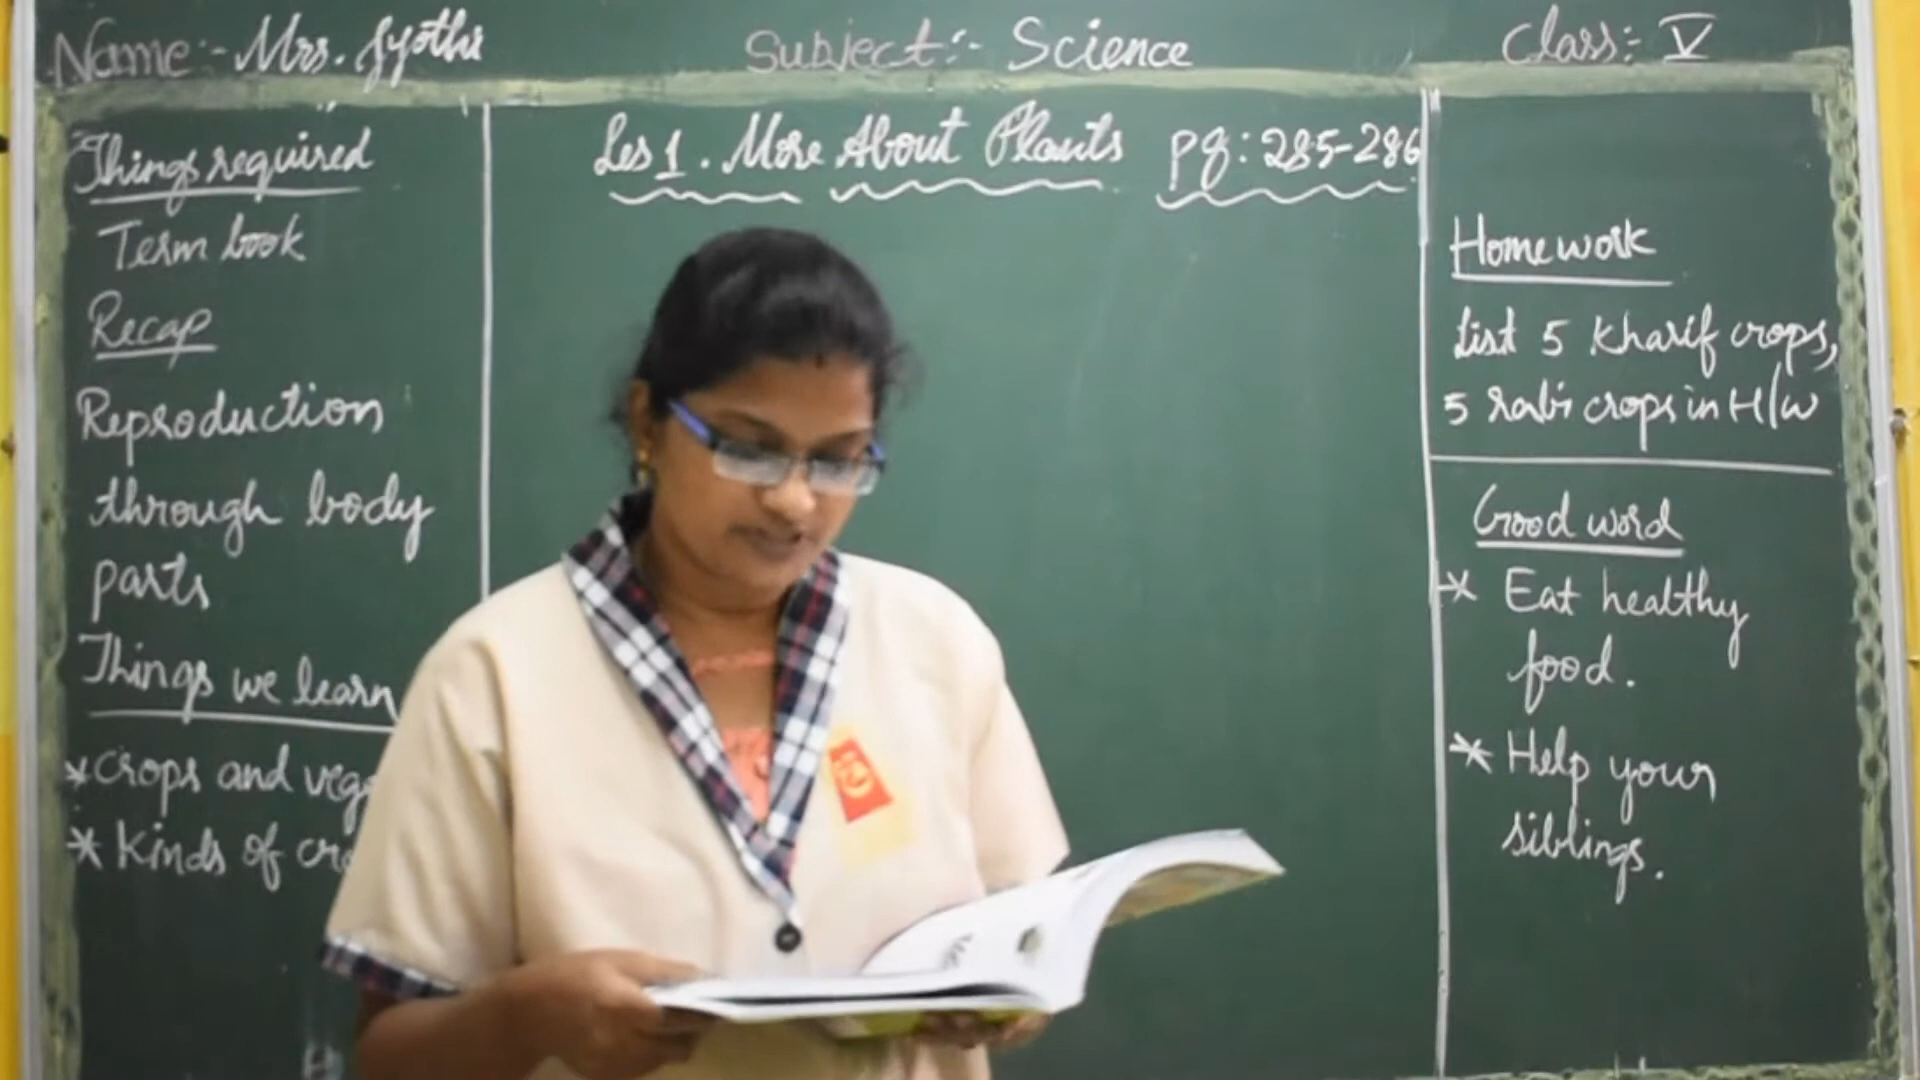 Name:- Mrs. Jyothi
Subject:- Science
Class:- V
Things required
Term book
Recap
Reproduction
through body
parts
Things we learn
* Crops and
* Kinds of
Les 1. More About Plants pg: 285-286
Homework
List 5 Kharif crops,
5 rabi crops in H/W
Good word
* Eat healthy
food.
* Help your
siblings.